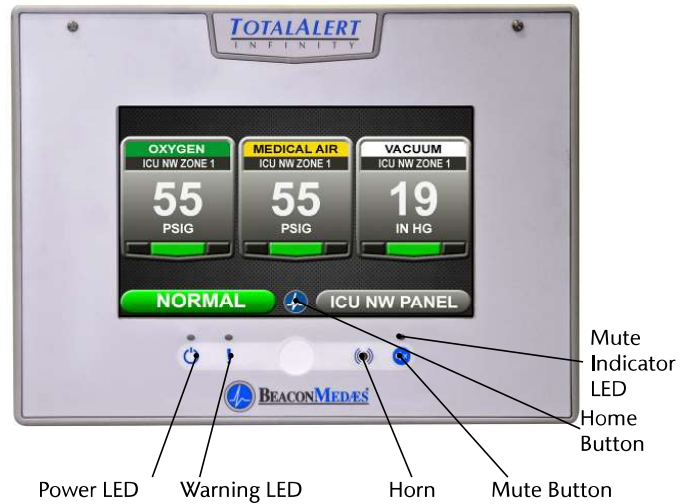 TOTALALERT
INFINITY
OXYGEN
ICU NW ZONE 1
55
PSIG
MEDICAL AIR
ICU NW ZONE 1
55
PSIG
VACUUM
ICU NW ZONE 1
19
IN HG
NORMAL
ICU NW PANEL
BEACONMEDÆS
Mute
Indicator
LED
Home
Button
Power LED
Warning LED
Horn
Mute Button